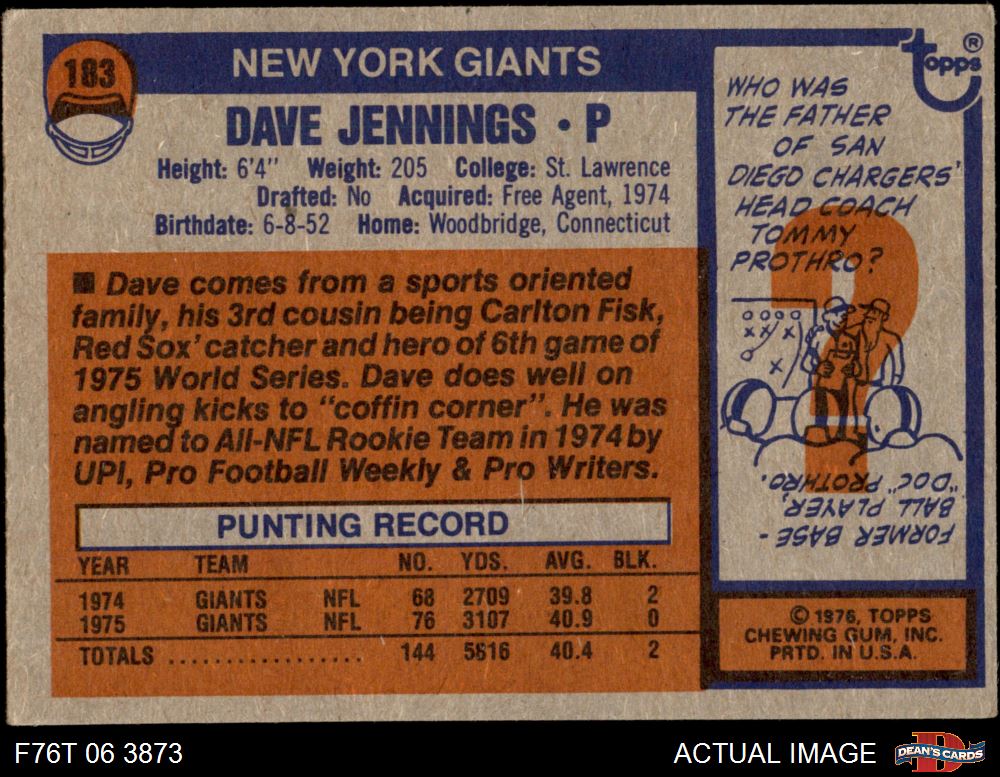 183
NEW YORK GIANTS
DAVE JENNINGS · P
Height: 6'4" Weight: 205 College: St. Lawrence
Drafted: No Acquired: Free Agent, 1974
Birthdate: 6-8-52 Home: Woodbridge, Connecticut
■ Dave comes from a sports oriented
family, his 3rd cousin being Carlton Fisk,
Red Sox' catcher and hero of 6th game of
1975 World Series. Dave does well on
angling kicks to "coffin corner". He was
named to All-NFL Rookie Team in 1974 by
UPI, Pro Football Weekly & Pro Writers.
PUNTING RECORD
YEAR TEAM NO. YDS. AVG. BLK.
1974 GIANTS NFL 68 2709 39.8 2
1975 GIANTS NFL 76 3107 40.9 0
TOTALS .................. 144 5816 40.4 2
topps ®
WHO WAS
THE FATHER
OF SAN
DIEGO CHARGERS'
HEAD COACH
TOMMY
PROTHRO?
?
FORMER BASE-
BALL PLAYER,
"DOC" PROTHRO.
© 1976, TOPPS
CHEWING GUM, INC.
PRTD. IN U.S.A.
F76T 06 3873
ACTUAL IMAGE
D
DEAN'S CARDS